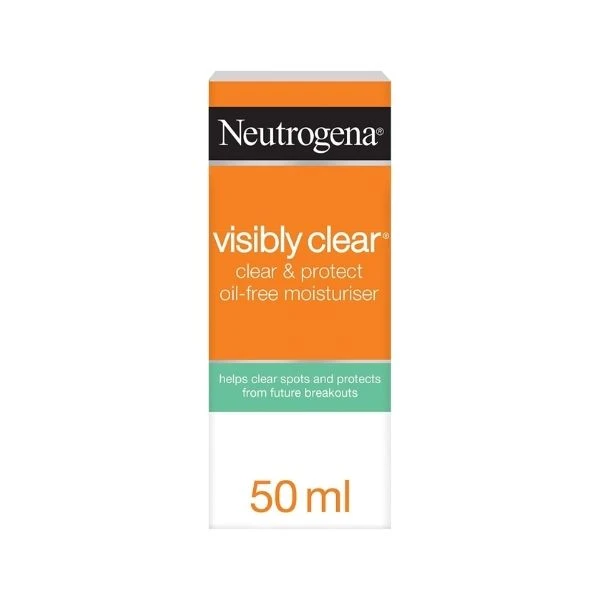 Neutrogena®
visibly clear®
clear & protect
oil-free moisturiser
helps clear spots and protects
from future breakouts
50 ml